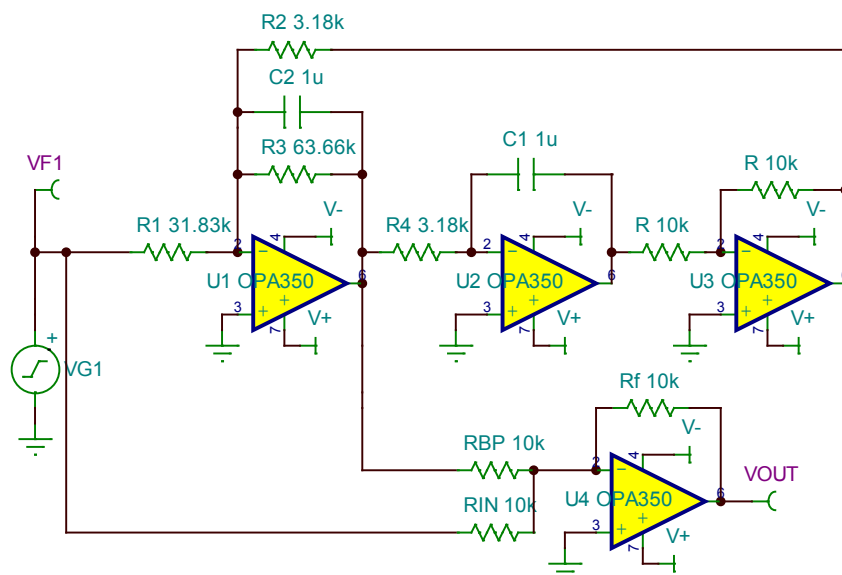 R2 3.18k
C2 1u
R3 63.66k
C1 1u
VF1
R 10k
V-
V-
V-
R1 31.83k
R4 3.18k
R 10k
2
4
2
4
2
4
U1 OPA350
6
U2 OPA350
6
U3 OPA350
3
7
V+
3
7
V+
3
7
V+
+
VG1
Rf 10k
V-
RBP 10k
2
4
RIN 10k
U4 OPA350
6
VOUT
3
7
V+